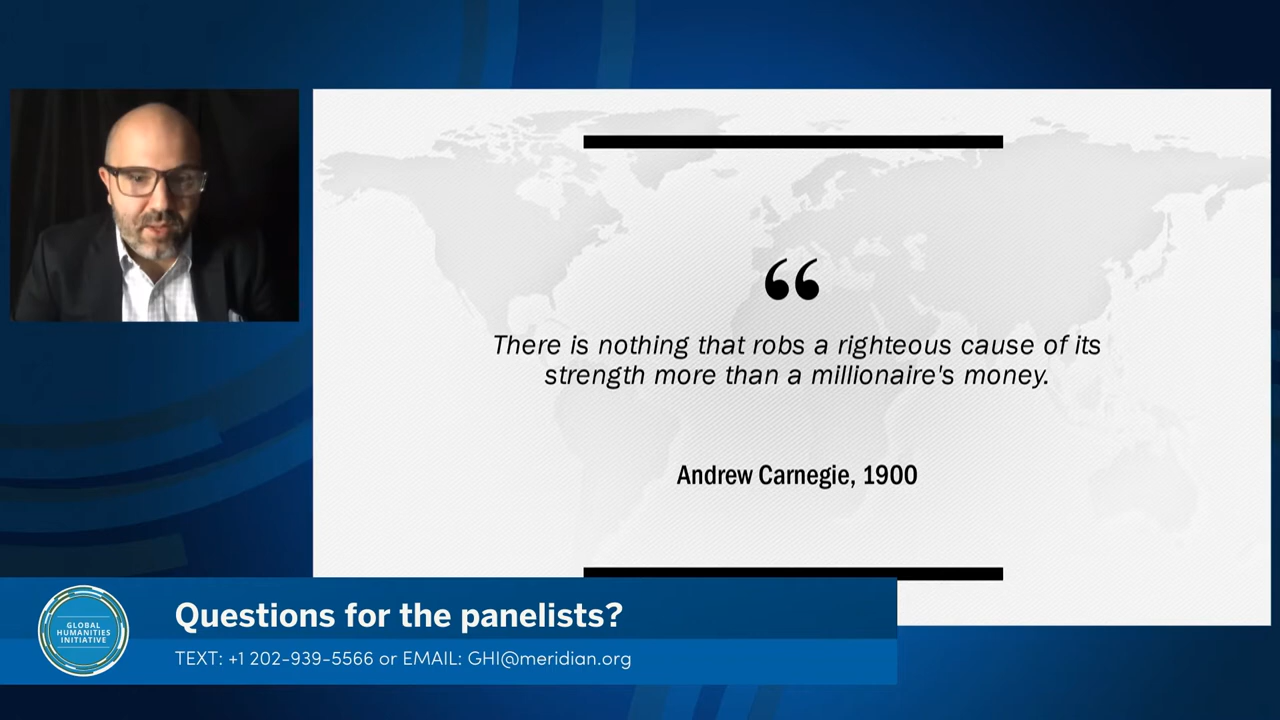 “
There is nothing that robs a righteous cause of its
strength more than a millionaire's money.
Andrew Carnegie, 1900
GLOBAL
HUMANITIES
INITIATIVE
Questions for the panelists?
TEXT: +1 202-939-5566 or EMAIL: GHI@meridian.org